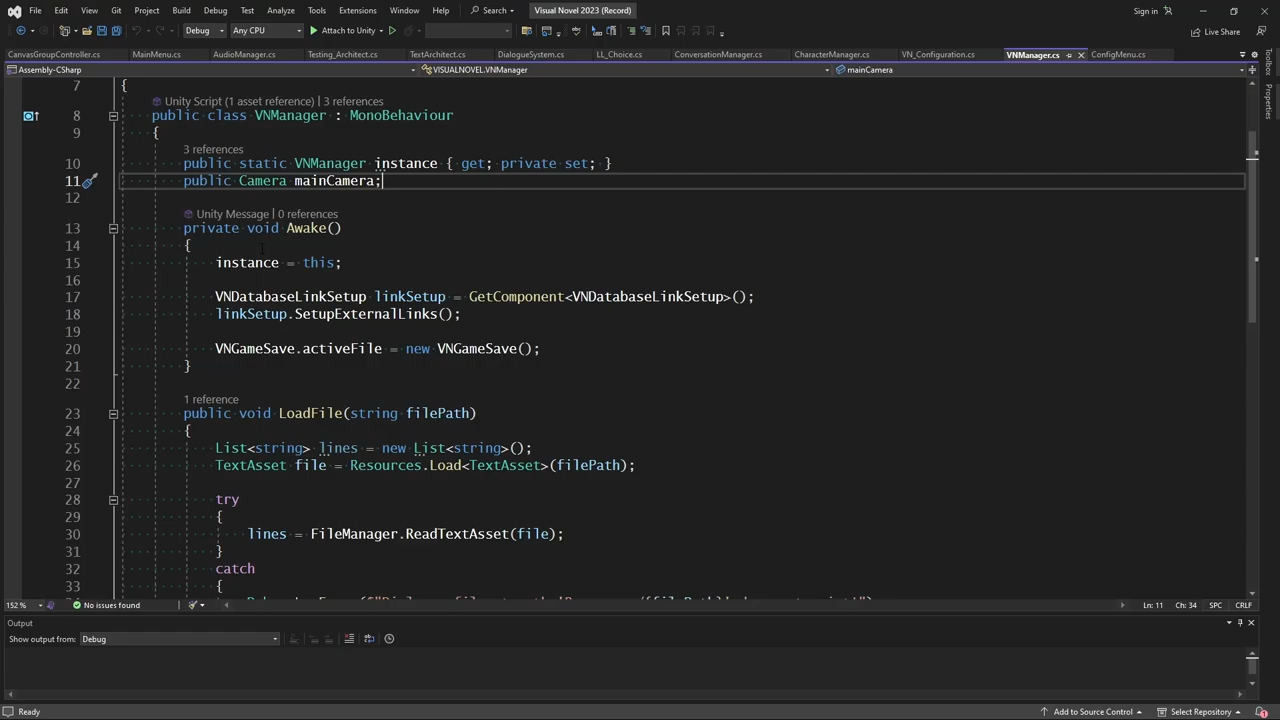 File Edit View Git Project Build Debug Test Analyze Tools Extensions Window Help Search Visual Novel 2023 (Record) Sign in
Debug Any CPU Attach to Unity Live Share
CanvasGroupController.cs MainMenu.cs AudioManager.cs Testing_Architect.cs TextArchitect.cs DialogueSystem.cs LL_Choice.cs ConversationManager.cs CharacterManager.cs VN_Configuration.cs VNManager.cs ConfigMenu.cs
Assembly-CSharp VISUALNOVEL.VNManager mainCamera
Toolbox
Properties
7 {
Unity Script (1 asset reference) | 3 references
8 public class VNManager : MonoBehaviour
9 {
3 references
10 public static VNManager instance { get; private set; }
11 public Camera mainCamera;
12
Unity Message | 0 references
13 private void Awake()
14 {
15 instance = this;
16
17 VNDatabaseLinkSetup linkSetup = GetComponent<VNDatabaseLinkSetup>();
18 linkSetup.SetupExternalLinks();
19
20 VNGameSave.activeFile = new VNGameSave();
21 }
22
1 reference
23 public void LoadFile(string filePath)
24 {
25 List<string> lines = new List<string>();
26 TextAsset file = Resources.Load<TextAsset>(filePath);
27
28 try
29 {
30 lines = FileManager.ReadTextAsset(file);
31 }
32 catch
33 {
152 % No issues found Ln: 11 Ch: 34 SPC CRLF
Output
Show output from: Debug
Ready Add to Source Control Select Repository